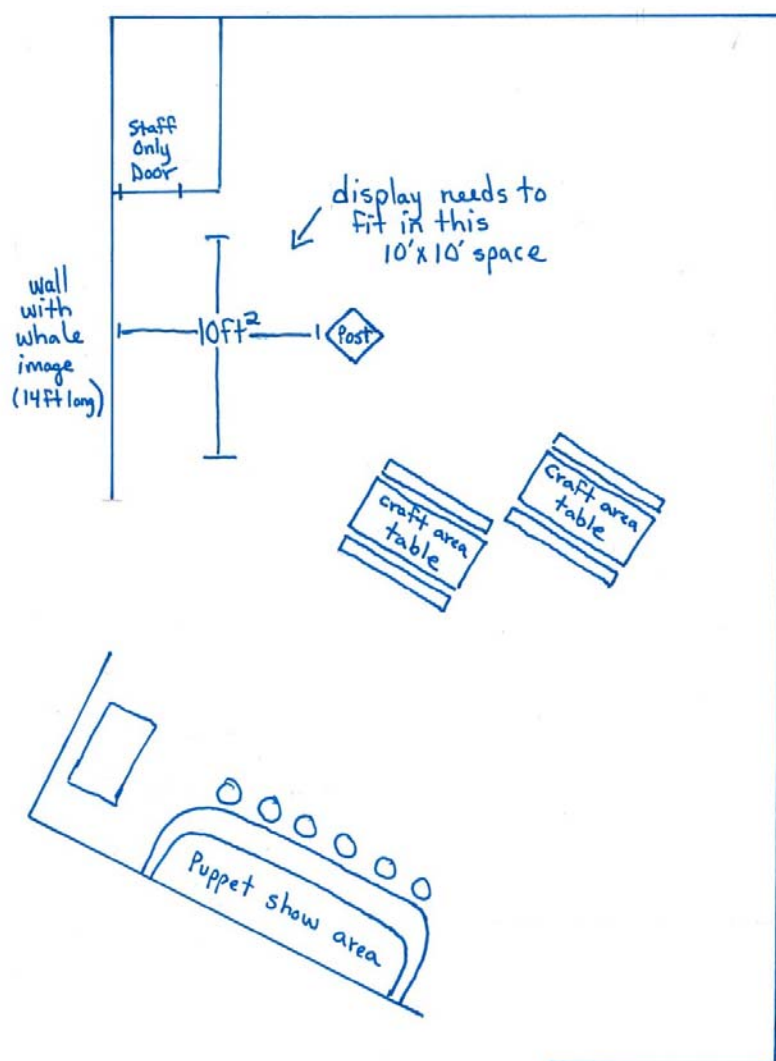 Staff
Only
Door
display needs to
fit in this
10'x10' space
wall
with
whale
image
(14ft long)
10ft²
Post
craft area
table
craft area
table
Puppet show area